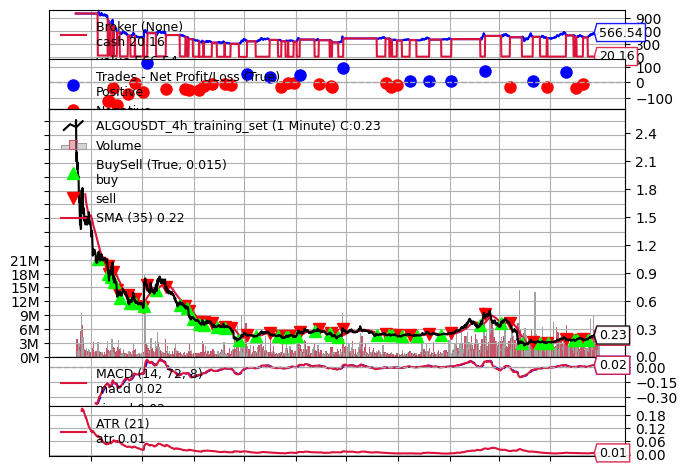 Broker (None)
cash 20.16
900
600
566.54
300
20.16
Trades - Net Profit/Loss (True)
Positive
100
0
−100
ALGOUSDT_4h_training_set (1 Minute) C:0.23
Volume
BuySell (True, 0.015)
buy
sell
SMA (35) 0.22
2.4
2.1
1.8
1.5
1.2
0.9
0.6
0.3
0.23
0.0
21M
18M
15M
12M
9M
6M
3M
0M
MACD (14, 72, 8)
macd 0.02
0.02
0.00
−0.15
−0.30
ATR (21)
atr 0.01
0.18
0.12
0.06
0.01
0.00